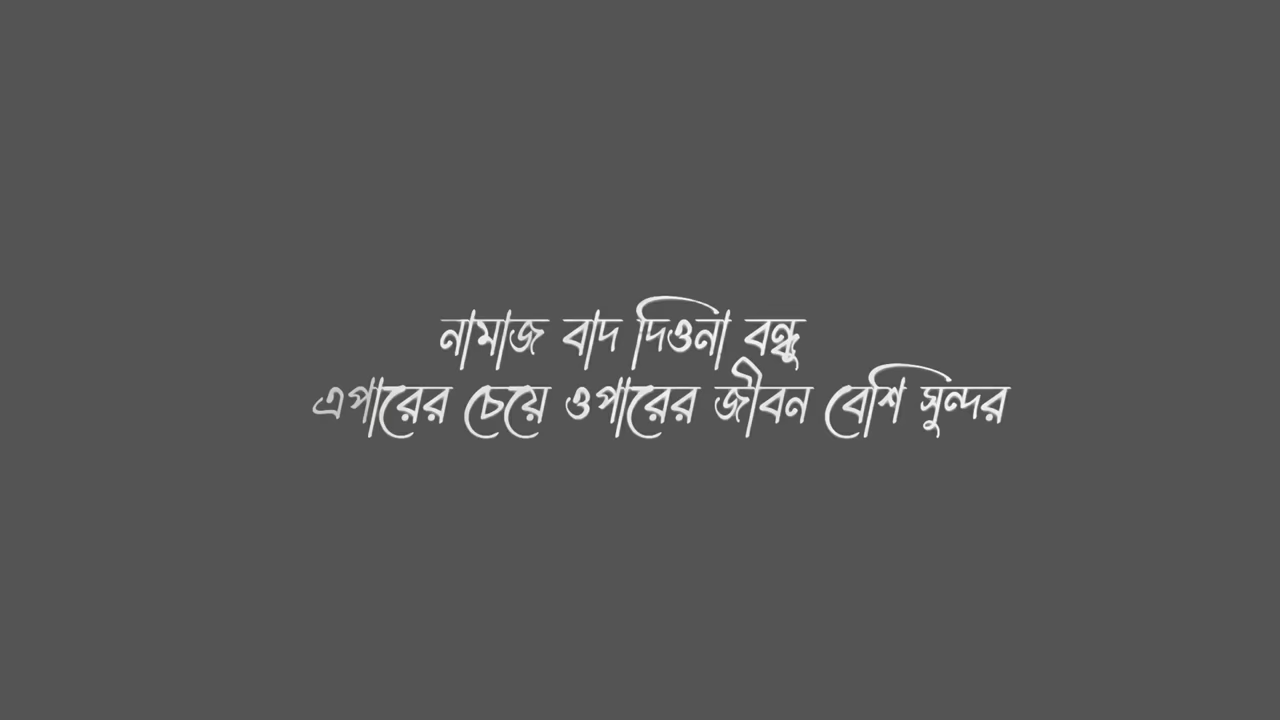 নামাজ বাদ দিওনা বন্ধু
এপারের চেয়ে ওপারের জীবন বেশি সুন্দর